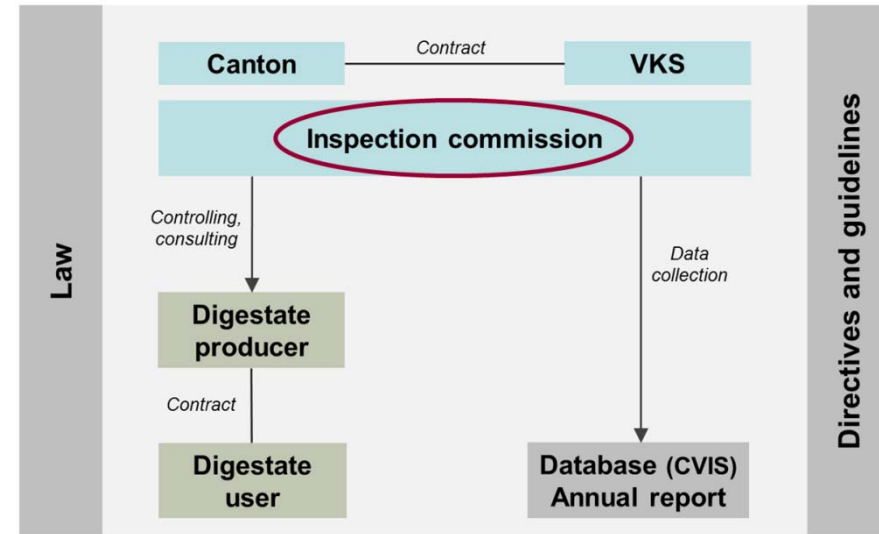 Law
Contract
Canton
VKS
Inspection commission
Controlling,
consulting
Data
collection
Digestate
producer
Contract
Digestate
user
Database (CVIS)
Annual report
Directives and guidelines